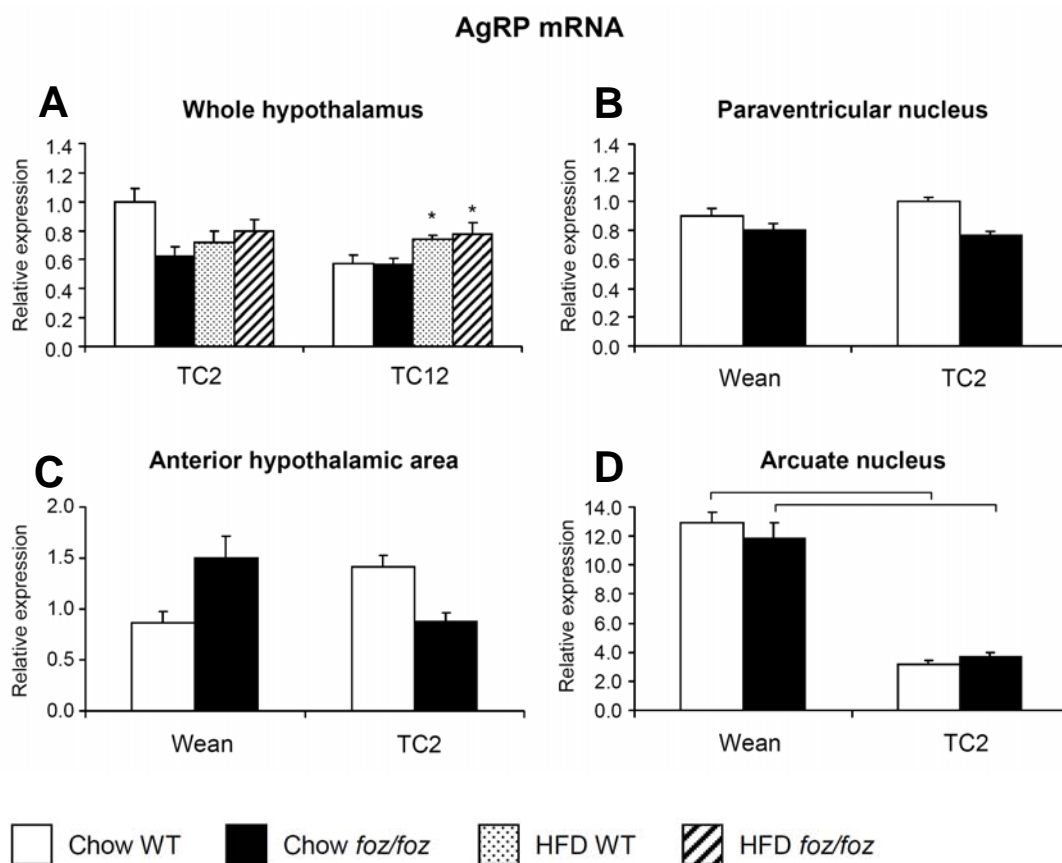 AgRP mRNA
A
Whole hypothalamus
Relative expression
1.4
1.2
1.0
0.8
0.6
0.4
0.2
0.0
*
*
TC2
TC12
B
Paraventricular nucleus
Relative expression
1.4
1.2
1.0
0.8
0.6
0.4
0.2
0.0
Wean
TC2
C
Anterior hypothalamic area
Relative expression
2.0
1.5
1.0
0.5
0.0
Wean
TC2
D
Arcuate nucleus
Relative expression
14.0
12.0
10.0
8.0
6.0
4.0
2.0
0.0
Wean
TC2
Chow WT
Chow foz/foz
HFD WT
HFD foz/foz